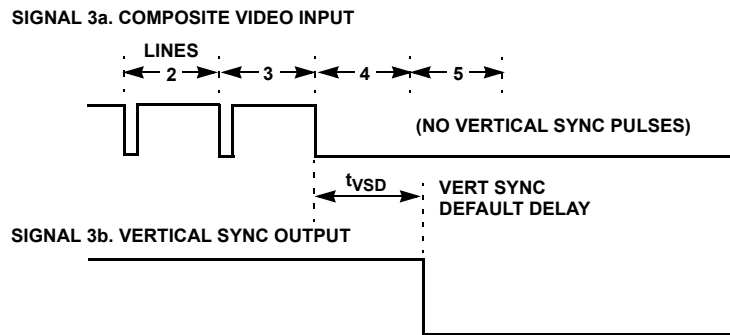 SIGNAL 3a. COMPOSITE VIDEO INPUT
LINES
2 3 4 5
(NO VERTICAL SYNC PULSES)
tVSD VERT SYNC
DEFAULT DELAY
SIGNAL 3b. VERTICAL SYNC OUTPUT